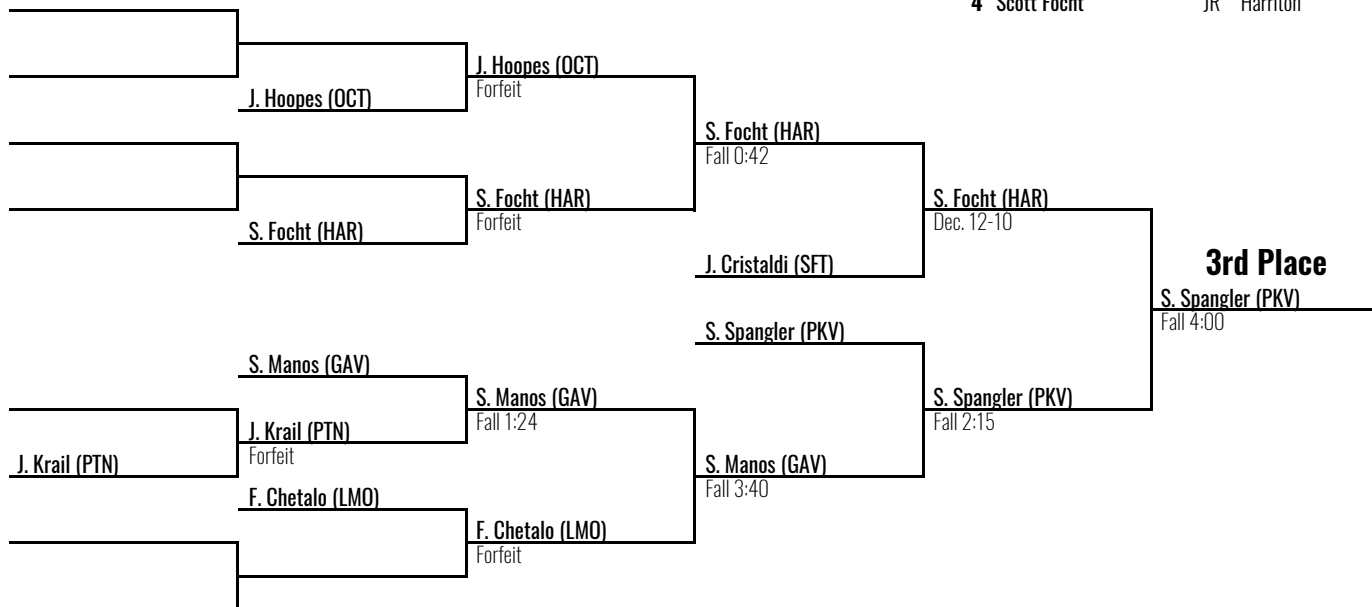 4 Scott Focht JR Harriton
J. Hoopes (OCT)
Forfeit
J. Hoopes (OCT)
S. Focht (HAR)
Fall 0:42
S. Focht (HAR)
Forfeit
S. Focht (HAR)
Dec. 12-10
S. Focht (HAR)
J. Cristaldi (SFT)
3rd Place
S. Spangler (PKV)
Fall 4:00
S. Spangler (PKV)
S. Manos (GAV)
S. Manos (GAV)
Fall 1:24
S. Spangler (PKV)
Fall 2:15
J. Krail (PTN)
Forfeit
J. Krail (PTN)
S. Manos (GAV)
Fall 3:40
F. Chetalo (LMO)
F. Chetalo (LMO)
Forfeit